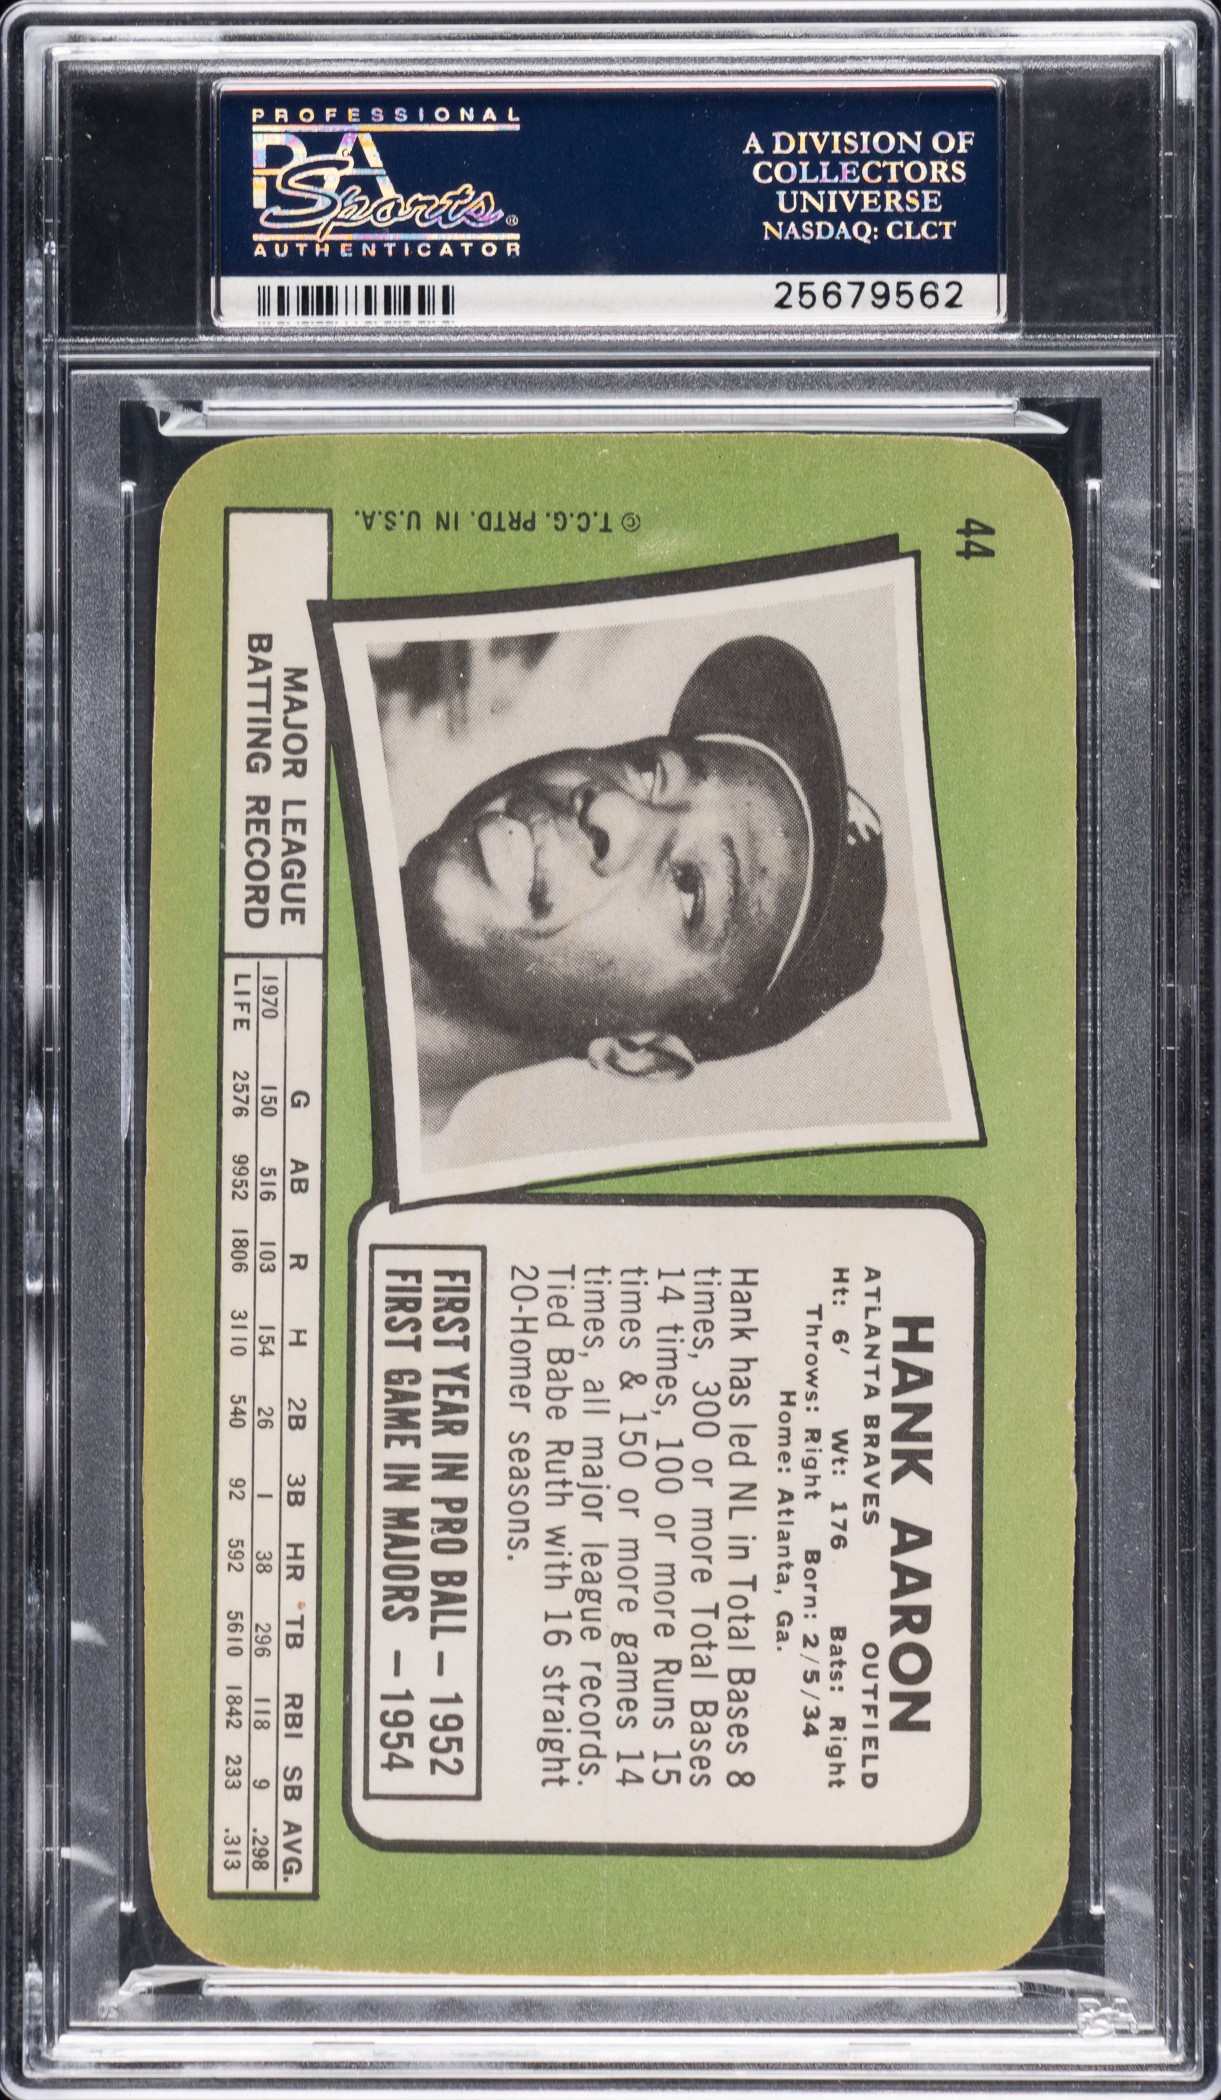 PROFESSIONAL
PSA
Sports®
AUTHENTICATOR
A DIVISION OF
COLLECTORS
UNIVERSE
NASDAQ: CLCT
25679562
44
© T.C.G. PRTD. IN U.S.A.
HANK AARON
ATLANTA BRAVES OUTFIELD
Ht: 6' Wt: 176 Bats: Right
Throws: Right Born: 2/5/34
Home: Atlanta, Ga.
Hank has led NL in Total Bases 8
times, 300 or more Total Bases
14 times, 100 or more Runs 15
times & 150 or more games 14
times, all major league records.
Tied Babe Ruth with 16 straight
20-Homer seasons.
FIRST YEAR IN PRO BALL — 1952
FIRST GAME IN MAJORS — 1954
MAJOR LEAGUE
BATTING RECORD
G AB R H 2B 3B HR TB RBI SB AVG.
1970 150 516 103 154 26 1 38 296 118 9 .298
LIFE 2576 9952 1806 3110 540 92 592 5610 1842 233 .313
PSA